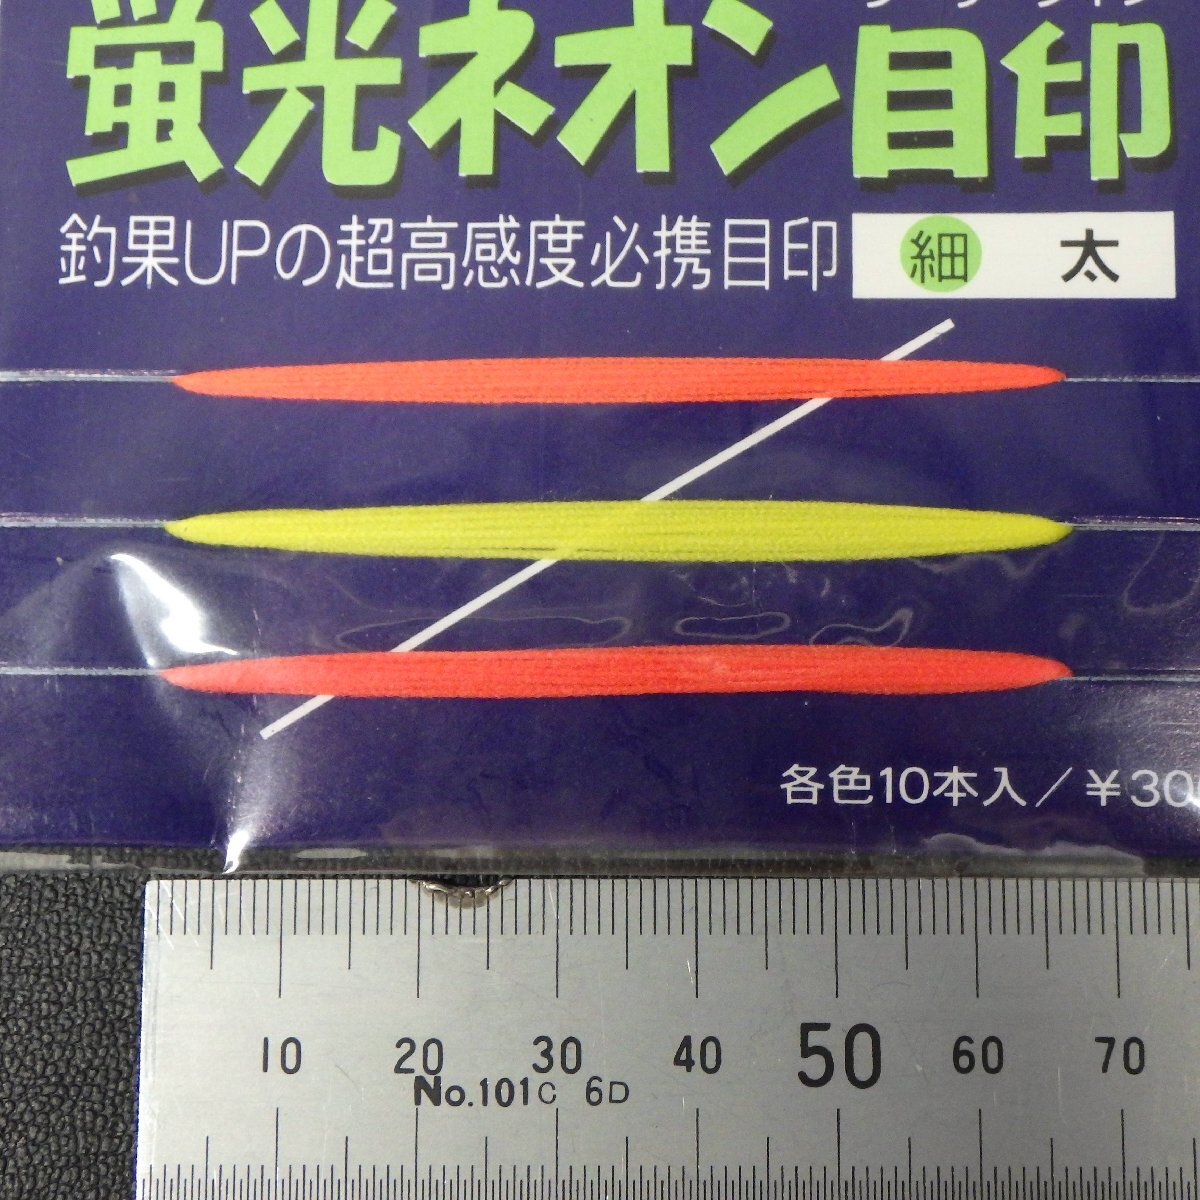 蛍光ネオン目印
釣果UPの超高感度必携目印 細 太
各色10本入/¥30
10 20 30 40 50 60 70
No.101C 6D